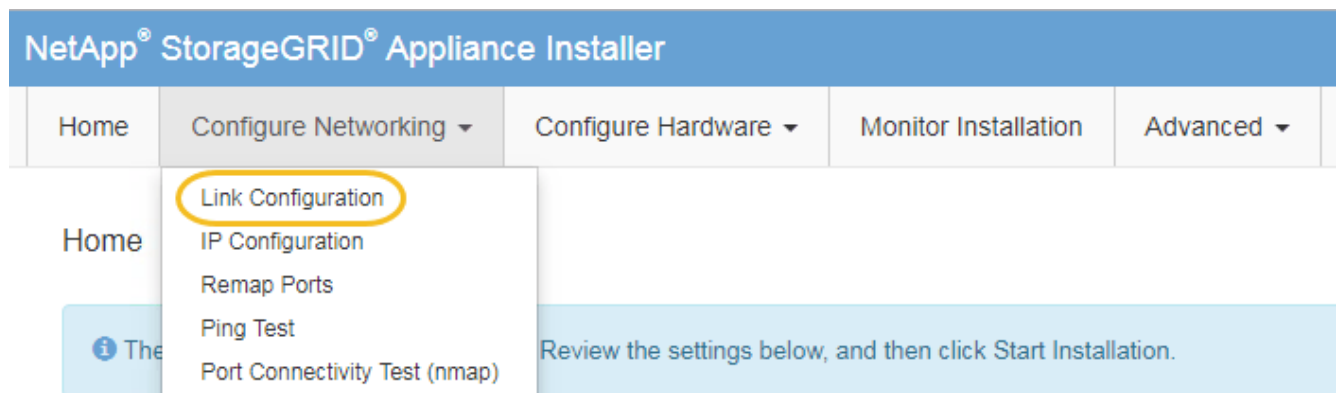 NetApp® StorageGRID® Appliance Installer
Home Configure Networking Configure Hardware Monitor Installation Advanced
Link Configuration
Home
IP Configuration
Remap Ports
Ping Test
The Review the settings below, and then click Start Installation.
Port Connectivity Test (nmap)